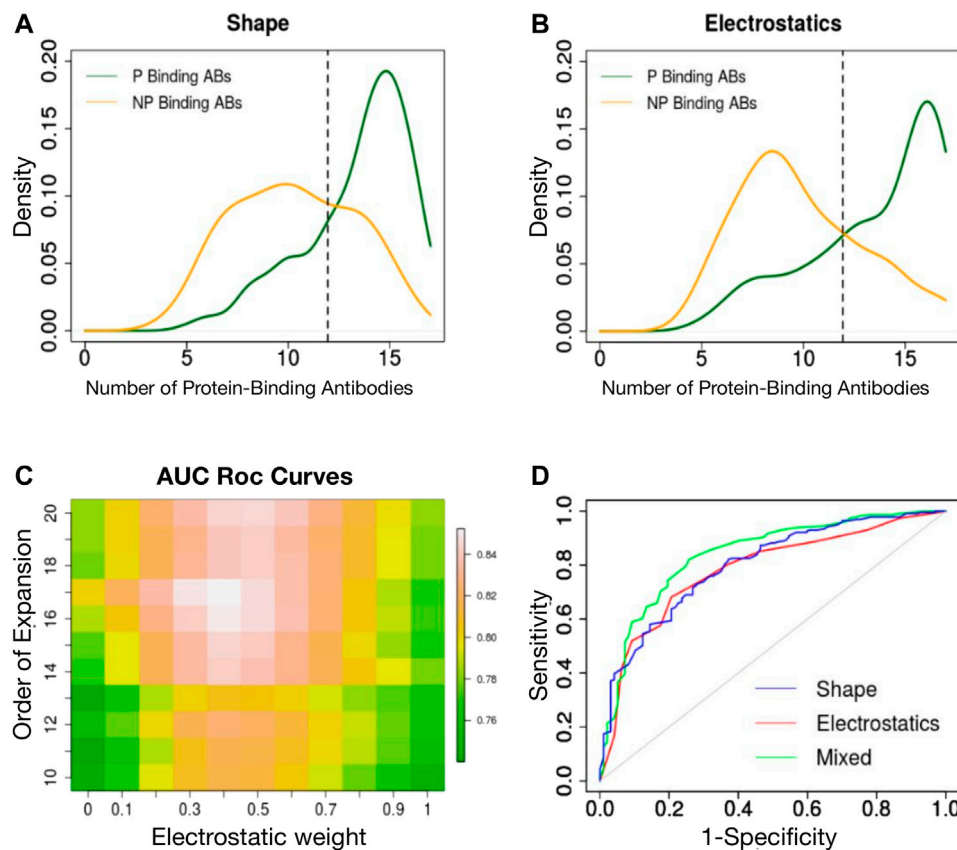 A
Shape
P Binding ABs
NP Binding ABs
Density
0.00
0.05
0.10
0.15
0.20
0
5
10
15
Number of Protein-Binding Antibodies
B
Electrostatics
P Binding ABs
NP Binding ABs
Density
0.00
0.05
0.10
0.15
0.20
0
5
10
15
Number of Protein-Binding Antibodies
C
AUC Roc Curves
Order of Expansion
20
18
16
14
12
10
0
0.1
0.3
0.5
0.7
0.9
1
Electrostatic weight
0.84
0.80
0.76
D
Sensitivity
0.0
0.2
0.4
0.6
0.8
1.0
Shape
Electrostatics
Mixed
0.0
0.2
0.4
0.6
0.8
1.0
1-Specificity